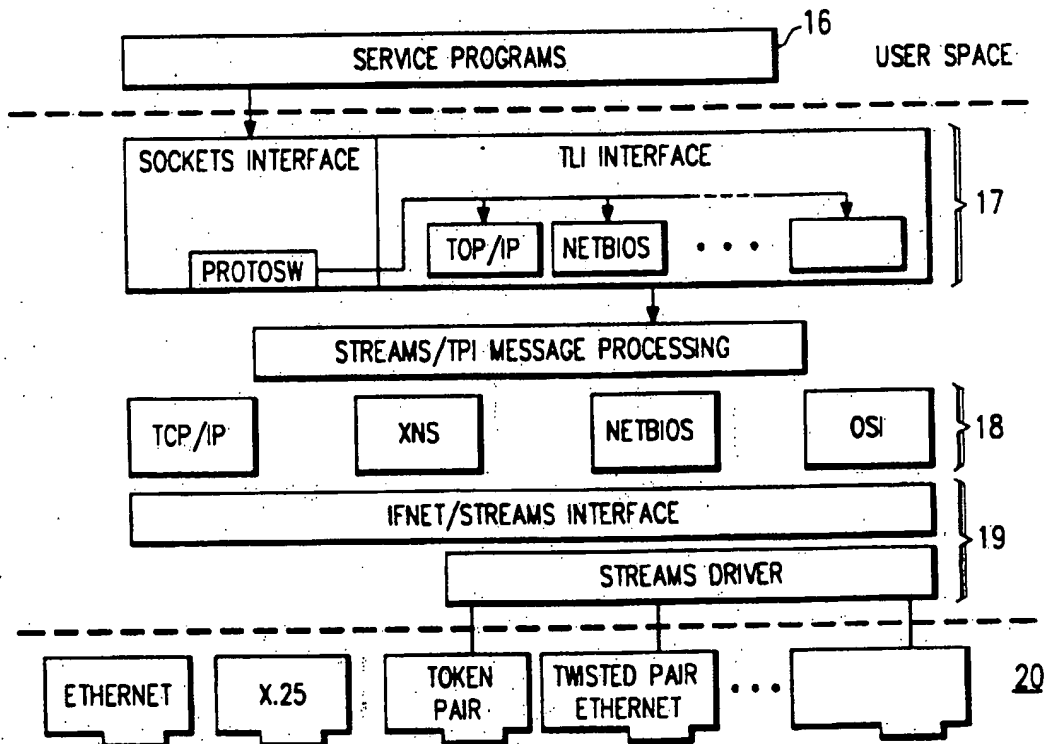 16
SERVICE PROGRAMS
USER SPACE
SOCKETS INTERFACE
TLI INTERFACE
17
TOP/IP
NETBIOS
PROTOSW
STREAMS/TPI MESSAGE PROCESSING
TCP/IP
XNS
NETBIOS
OSI
18
IFNET/STREAMS INTERFACE
19
STREAMS DRIVER
20
ETHERNET
X.25
TOKEN
PAIR
TWISTED PAIR
ETHERNET